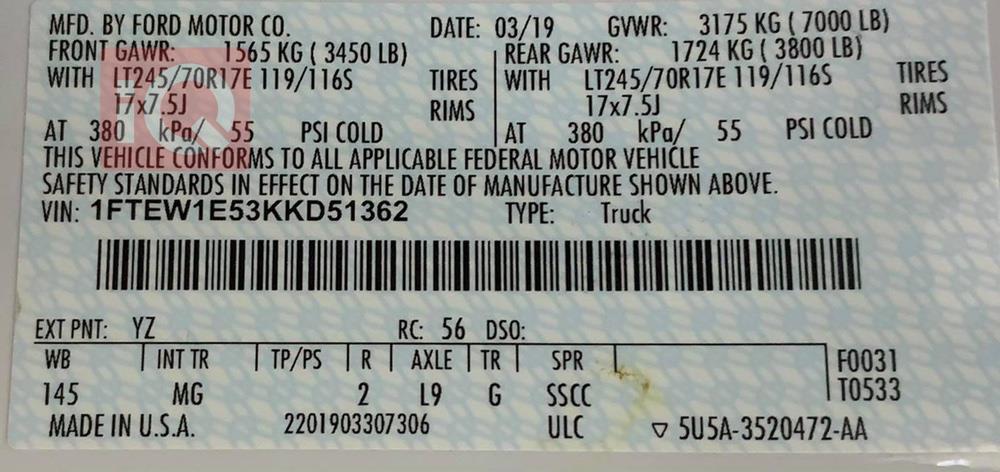 MFD. BY FORD MOTOR CO. DATE: 03/19 GVWR: 3175 KG ( 7000 LB)
FRONT GAWR: 1565 KG ( 3450 LB) REAR GAWR: 1724 KG ( 3800 LB)
WITH LT245/70R17E 119/116S TIRES WITH LT245/70R17E 119/116S TIRES
17x7.5J RIMS 17x7.5J RIMS
AT 380 kPa/ 55 PSI COLD AT 380 kPa/ 55 PSI COLD
THIS VEHICLE CONFORMS TO ALL APPLICABLE FEDERAL MOTOR VEHICLE
SAFETY STANDARDS IN EFFECT ON THE DATE OF MANUFACTURE SHOWN ABOVE.
VIN: 1FTEW1E53KKD51362 TYPE: Truck
EXT PNT: YZ RC: 56 DSO:
WB INT TR TP/PS R AXLE TR SPR F0031
145 MG 2 L9 G SSCC T0533
MADE IN U.S.A. 2201903307306 ULC ▽ 5U5A-3520472-AA